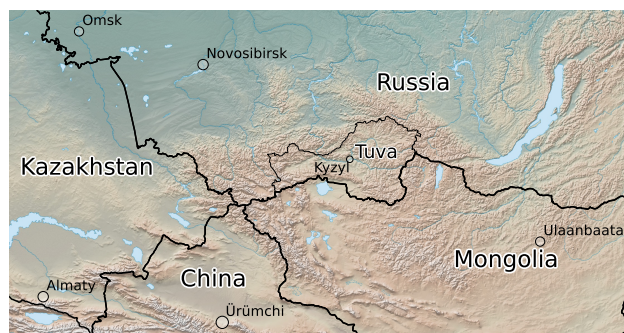 Omsk
Novosibirsk
Russia
Tuva
Kazakhstan
Kyzyl
Ulaanbaata
Mongolia
China
Almaty
Ürümchi